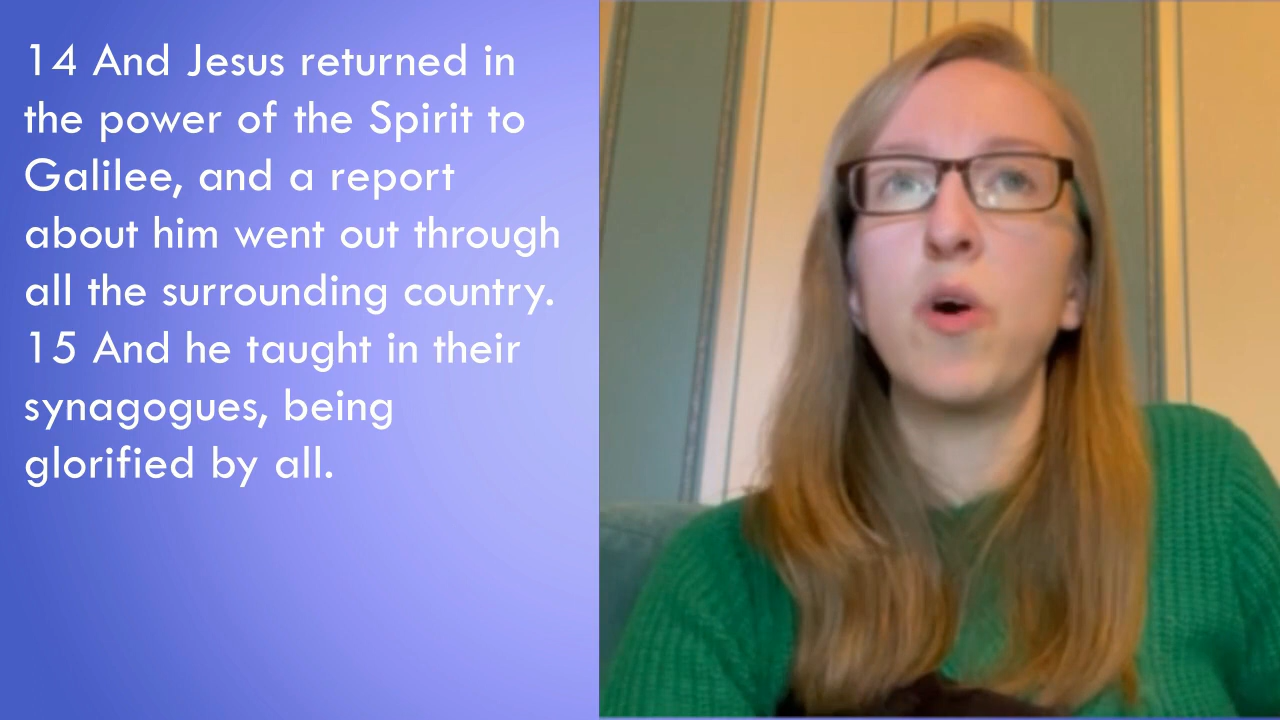 14 And Jesus returned in
the power of the Spirit to
Galilee, and a report
about him went out through
all the surrounding country.
15 And he taught in their
synagogues, being
glorified by all.